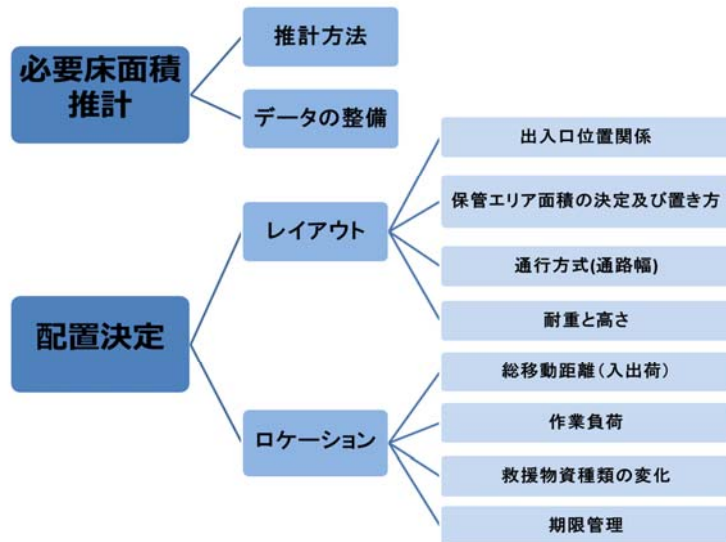 必要床面積
推計
推計方法
データの整備
配置決定
レイアウト
出入口位置関係
保管エリア面積の決定及び置き方
通行方式(通路幅)
耐重と高さ
ロケーション
総移動距離(入出荷)
作業負荷
救援物資種類の変化
期限管理